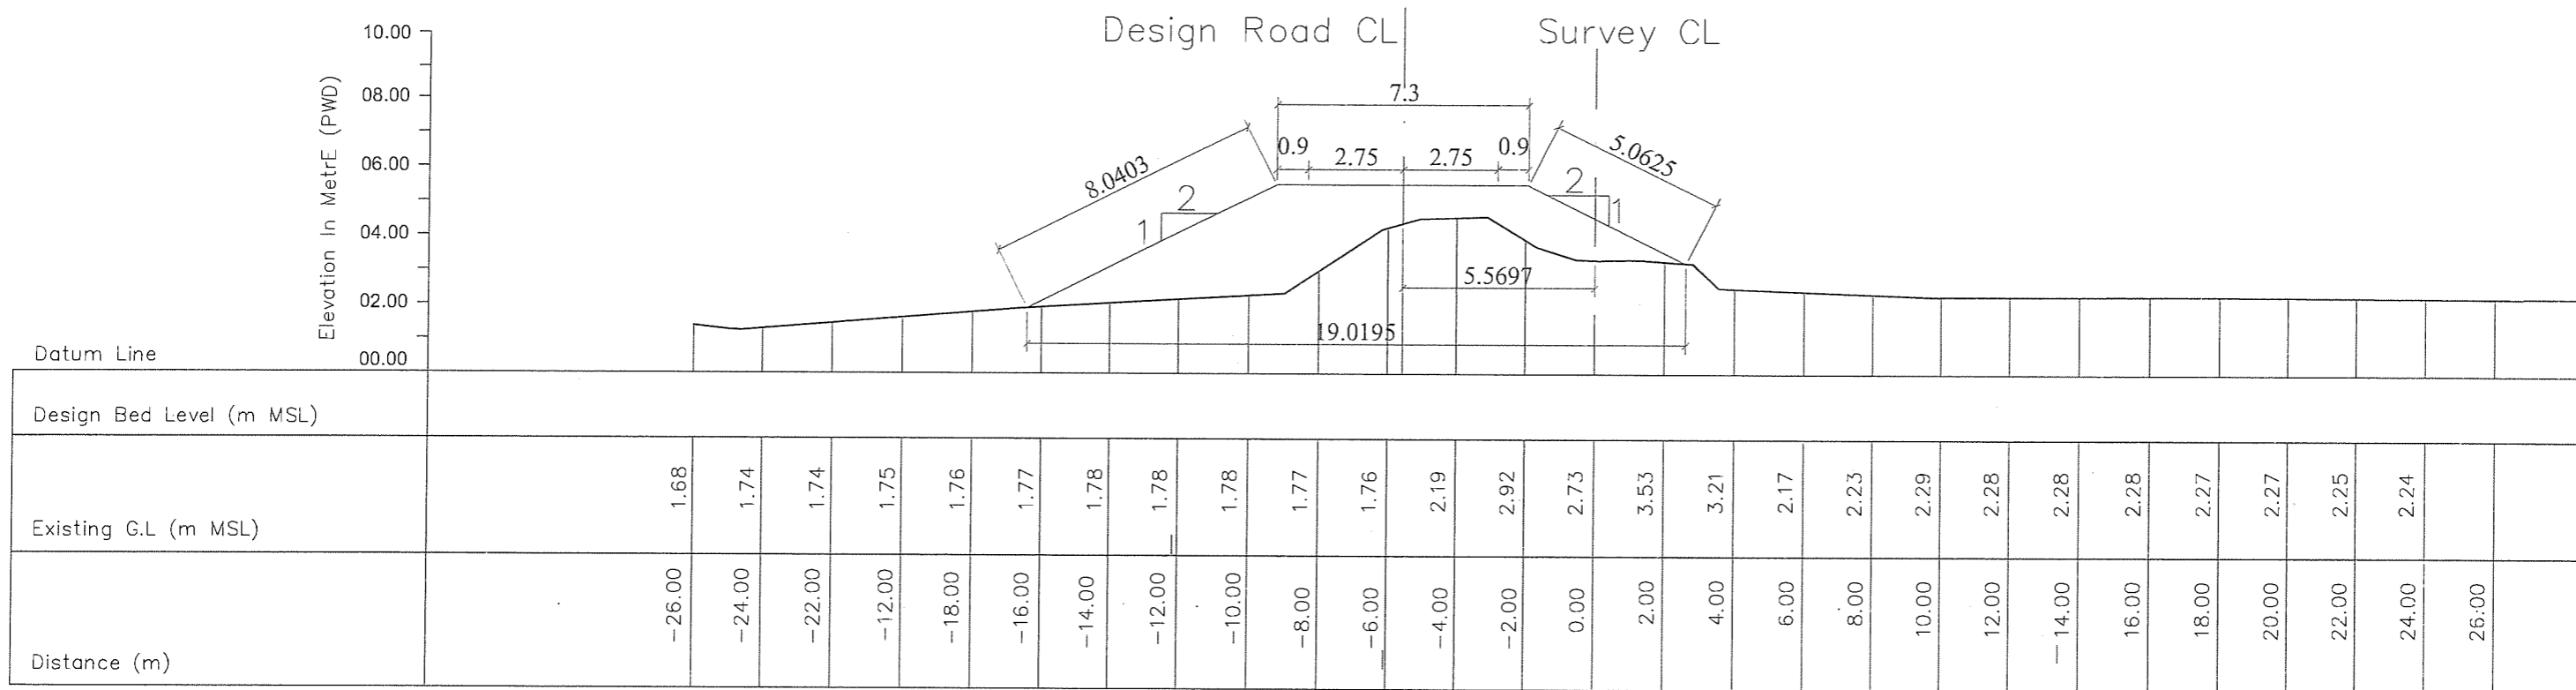 Design Road CL
Survey CL
Elevation In MetrE (PWD)
10.00
08.00
06.00
04.00
02.00
00.00
7.3
0.9
2.75
2.75
0.9
8.0403
5.0625
1
2
2
1
5.5697
19.0195
Datum Line
Design Bed Level (m MSL)
Existing G.L (m MSL)
1.68 1.74 1.74 1.75 1.76 1.77 1.78 1.78 1.78 1.77 1.76 2.19 2.92 2.73 3.53 3.21 2.17 2.23 2.29 2.28 2.28 2.28 2.27 2.27 2.25 2.24
Distance (m)
-26.00 -24.00 -22.00 -12.00 -18.00 -16.00 -14.00 -12.00 -10.00 -8.00 -6.00 -4.00 -2.00 0.00 2.00 4.00 6.00 8.00 10.00 12.00 -14.00 16.00 18.00 20.00 22.00 24.00 26.00